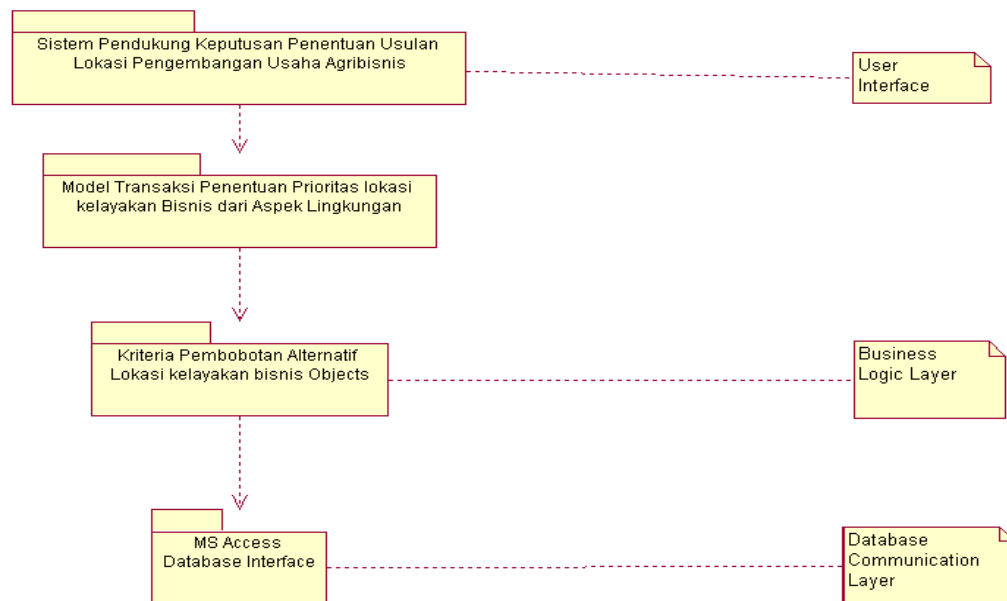 Sistem Pendukung Keputusan Penentuan Usulan
Lokasi Pengembangan Usaha Agribisnis
User
Interface
Model Transaksi Penentuan Prioritas lokasi
kelayakan Bisnis dari Aspek Lingkungan
Kriteria Pembobotan Alternatif
Lokasi kelayakan bisnis Objects
Business
Logic Layer
MS Access
Database Interface
Database
Communication
Layer